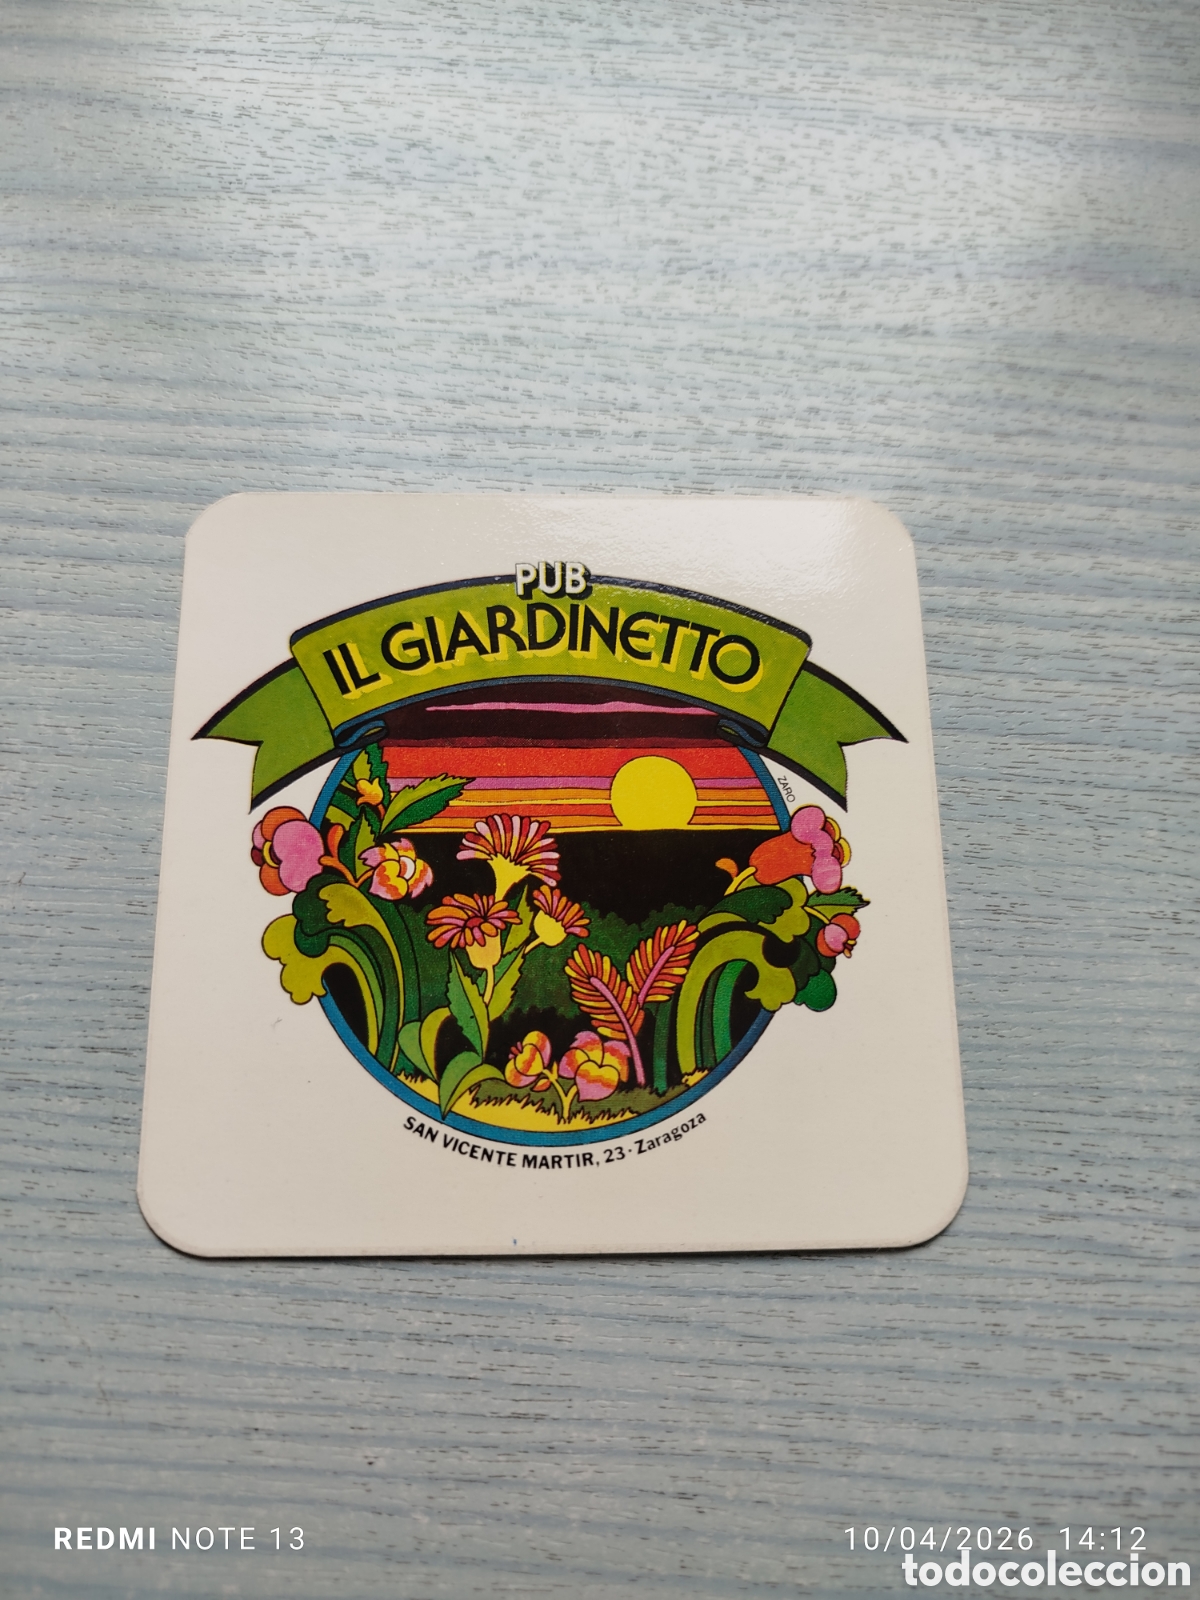 PUB
IL GIARDINETTO
ZARO
SAN VICENTE MARTIR, 23 · Zaragoza
REDMI NOTE 13
10/04/2026 14:12
todocoleccion